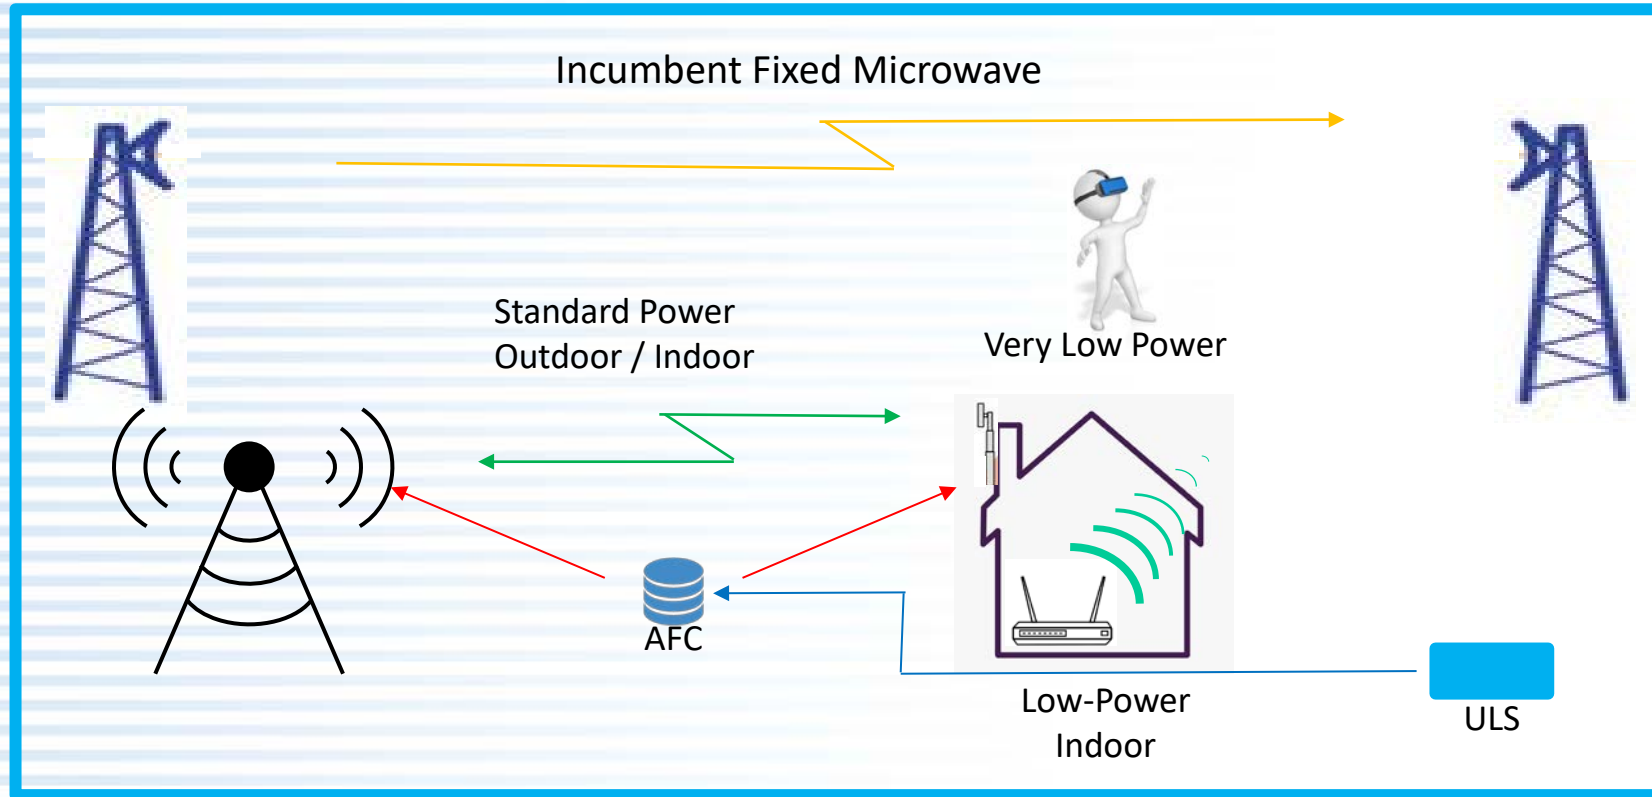 Incumbent Fixed Microwave
Standard Power
Outdoor / Indoor
Very Low Power
AFC
Low-Power
Indoor
ULS